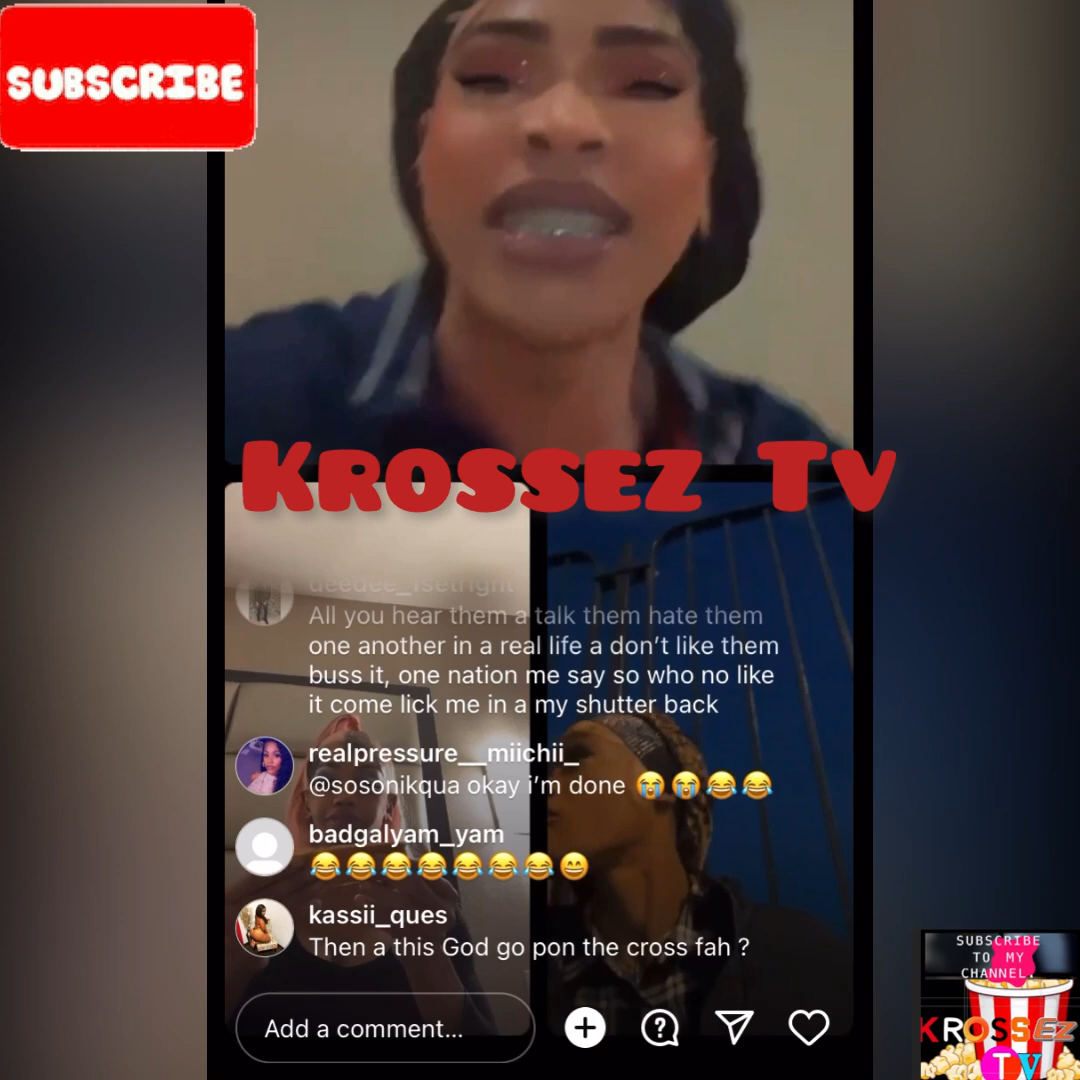 SUBSCRIBE
KROSSEZ TV
deedee_1setright
All you hear them a talk them hate them
one another in a real life a don’t like them
buss it, one nation me say so who no like
it come lick me in a my shutter back
realpressure__miichii_
@sosonikqua okay i’m done 😭😭😂😂
badgalyam_yam
😂😂😂😂😂😂😂😄
kassii_ques
Then a this God go pon the cross fah ?
Add a comment...
SUBSCRIBE
TO MY
CHANNEL.
KROSSEZ
TV